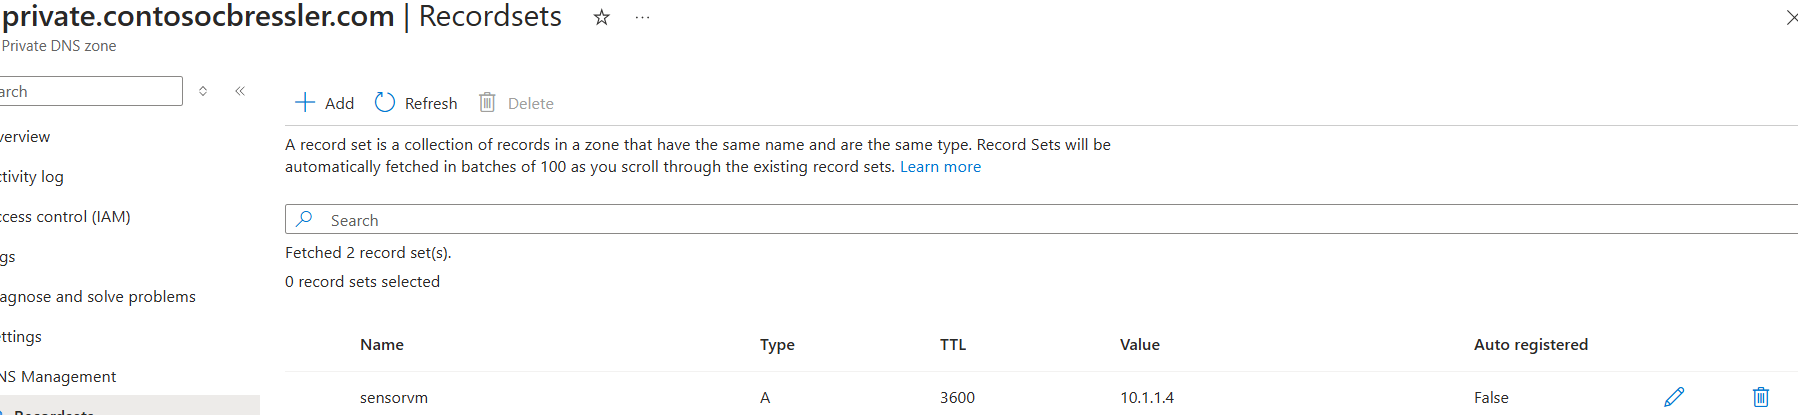 private.contosocbressler.com | Recordsets
Private DNS zone
arch
+ Add Refresh Delete
verview
A record set is a collection of records in a zone that have the same name and are the same type. Record Sets will be
automatically fetched in batches of 100 as you scroll through the existing record sets. Learn more
ctivity log
ccess control (IAM)
Search
gs
Fetched 2 record set(s).
0 record sets selected
agnose and solve problems
ettings
Name Type TTL Value Auto registered
NS Management
sensorvm A 3600 10.1.1.4 False
Recordsets